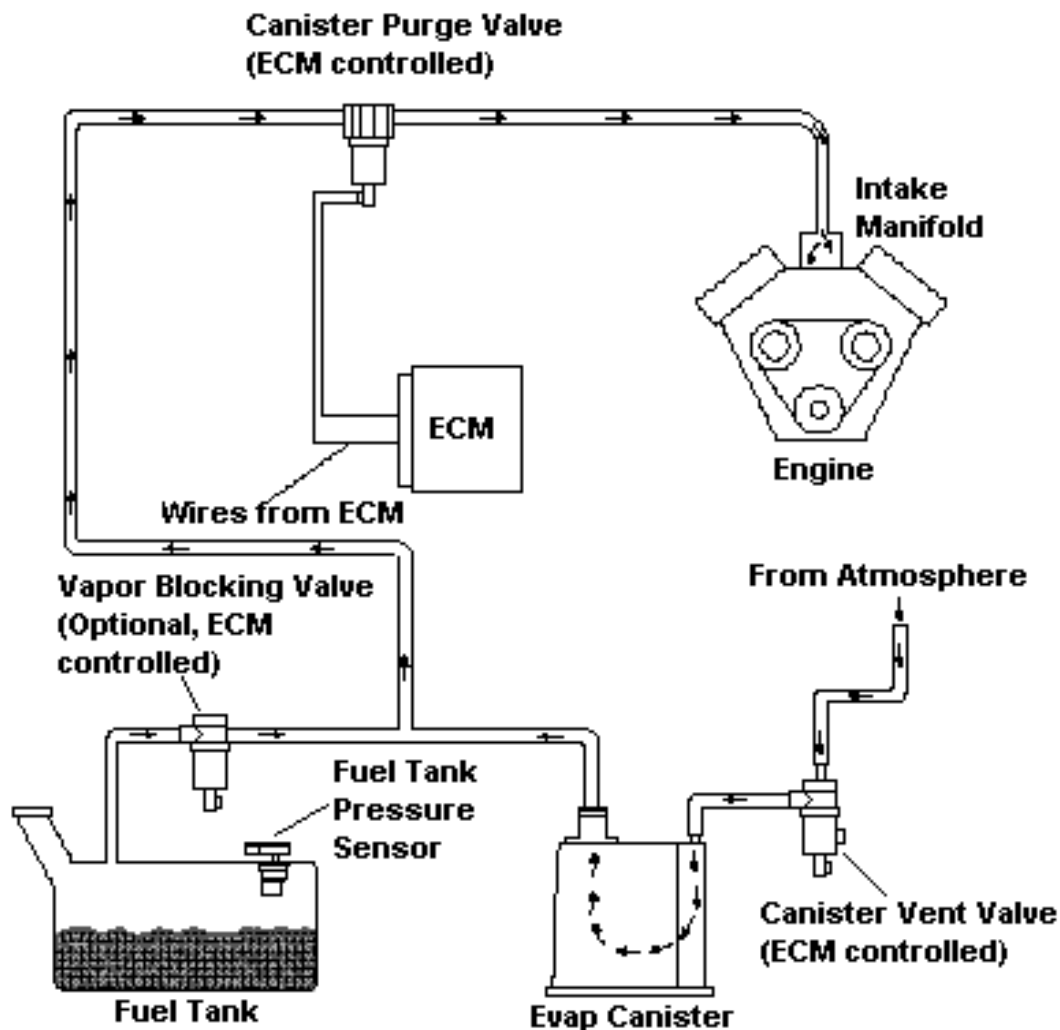 Canister Purge Valve
(ECM controlled)
Intake
Manifold
ECM
Engine
Wires from ECM
From Atmosphere
Vapor Blocking Valve
(Optional, ECM
controlled)
Fuel Tank
Pressure
Sensor
Canister Vent Valve
(ECM controlled)
Fuel Tank
Evap Canister